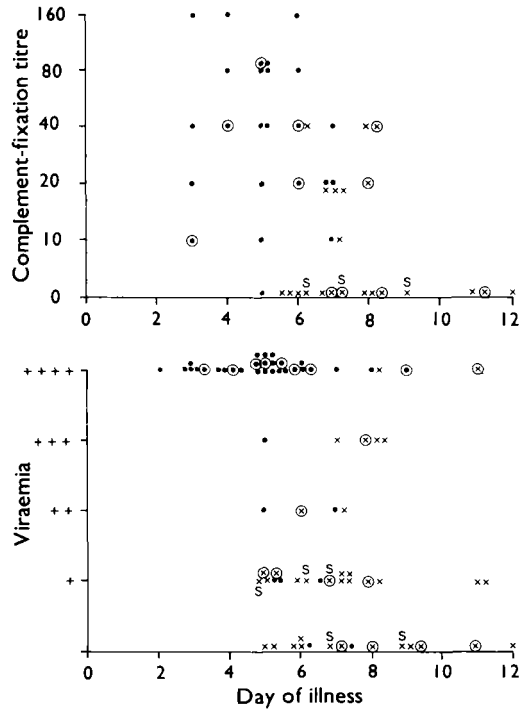 Complement-fixation titre
160
80
40
20
10
0
S S S
0 2 4 6 8 10 12
Viraemia
+ + + +
+ + +
+ +
+
S S
S
S S
0 2 4 6 8 10 12
Day of illness